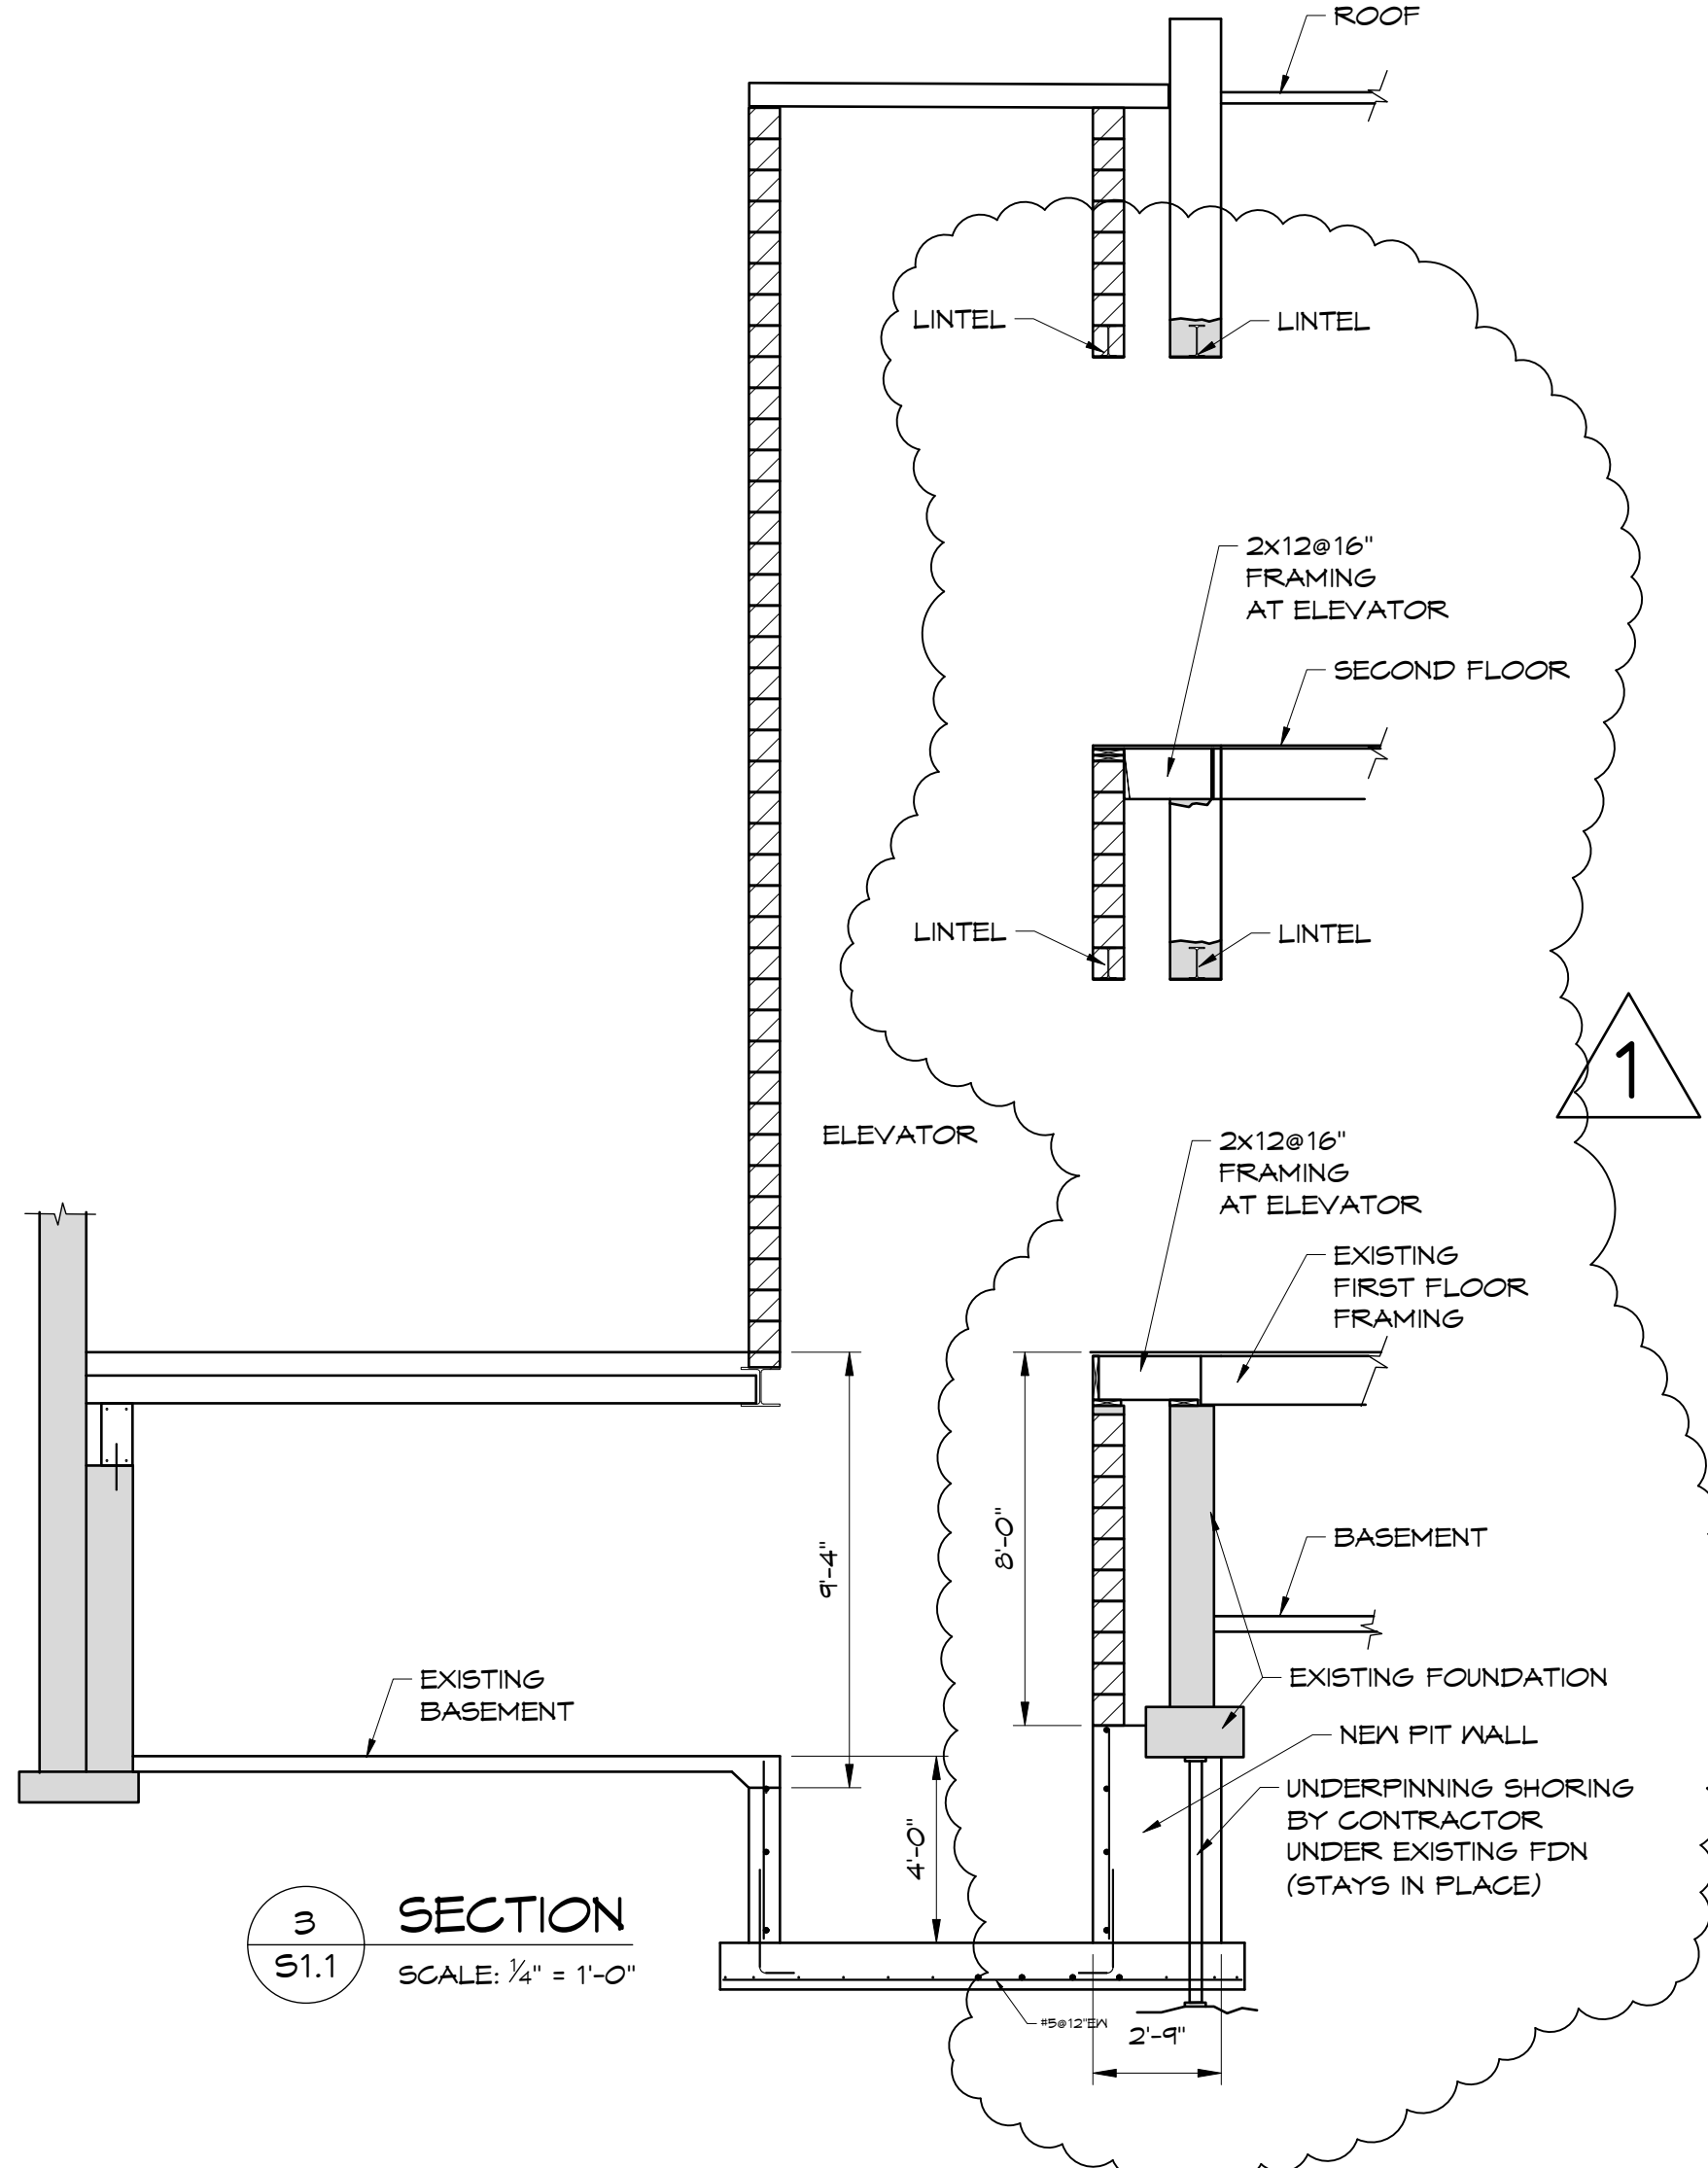 ROOF
LINTEL
LINTEL
2x12@16"
FRAMING
AT ELEVATOR
SECOND FLOOR
LINTEL
LINTEL
1
ELEVATOR
2x12@16"
FRAMING
AT ELEVATOR
EXISTING
FIRST FLOOR
FRAMING
9'-4"
8'-0"
BASEMENT
EXISTING
BASEMENT
EXISTING FOUNDATION
NEW PIT WALL
UNDERPINNING SHORING
BY CONTRACTOR
UNDER EXISTING FDN
(STAYS IN PLACE)
4'-0"
3
S1.1
SECTION
SCALE: 1/4" = 1'-0"
#5@12"EW
2'-9"